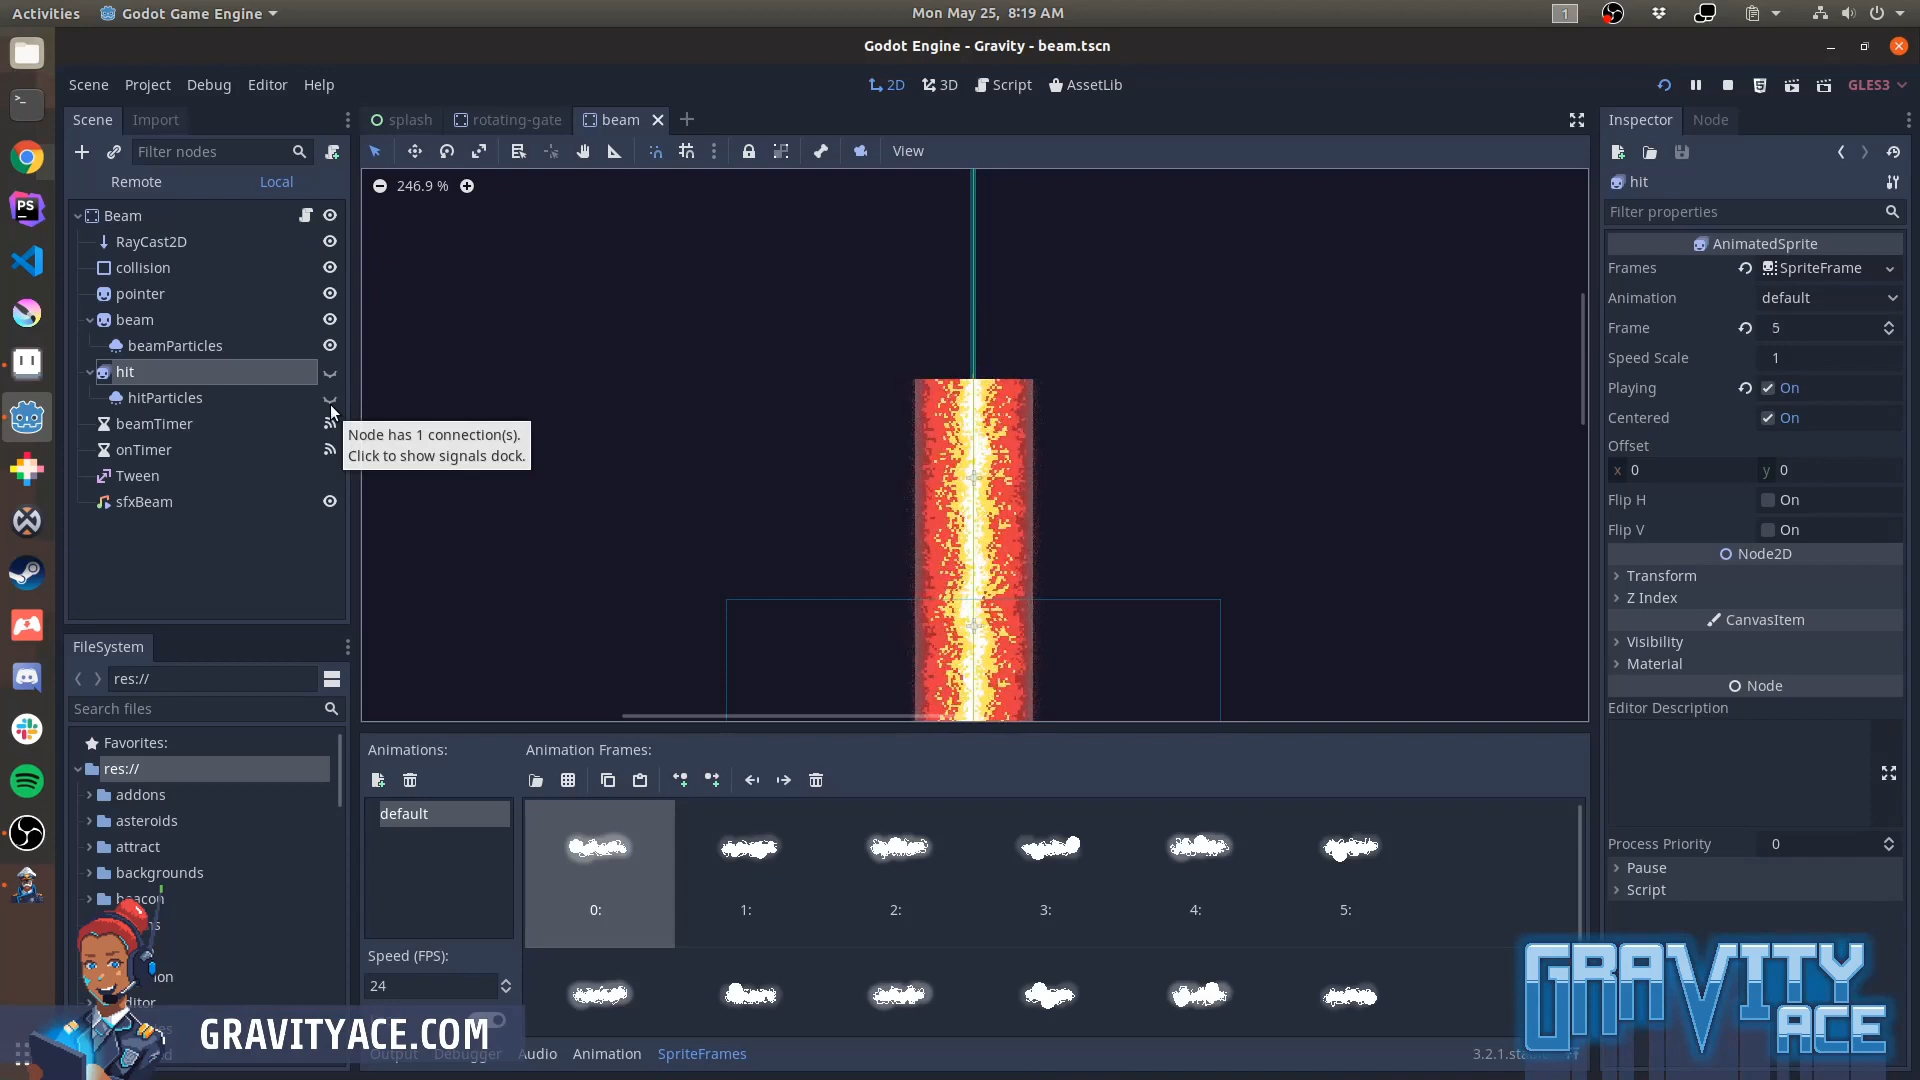 Activities
Godot Game Engine
Mon May 25, 8:19 AM
1
Godot Engine - Gravity - beam.tscn
Scene Project Debug Editor Help
2D 3D Script AssetLib
GLES3
Scene Import
splash rotating-gate beam
Inspector Node
Filter nodes
View
Remote Local
246.9 %
hit
Filter properties
Beam
RayCast2D
collision
pointer
beam
beamParticles
hit
hitParticles
beamTimer
onTimer
Tween
sfxBeam
Node has 1 connection(s).
Click to show signals dock.
AnimatedSprite
Frames SpriteFrame
Animation default
Frame 5
Speed Scale 1
Playing On
Centered On
Offset
x 0 y 0
Flip H On
Flip V On
Node2D
Transform
Z Index
CanvasItem
Visibility
Material
Node
Editor Description
Process Priority 0
Pause
Script
FileSystem
res://
Search files
Favorites:
res://
addons
asteroids
attract
backgrounds
beacon
Animations:
default
Speed (FPS):
24
Animation Frames:
0: 1: 2: 3: 4: 5:
Output Debugger Audio Animation SpriteFrames
GRAVITYACE.COM
GRAVITY
ACE
PS